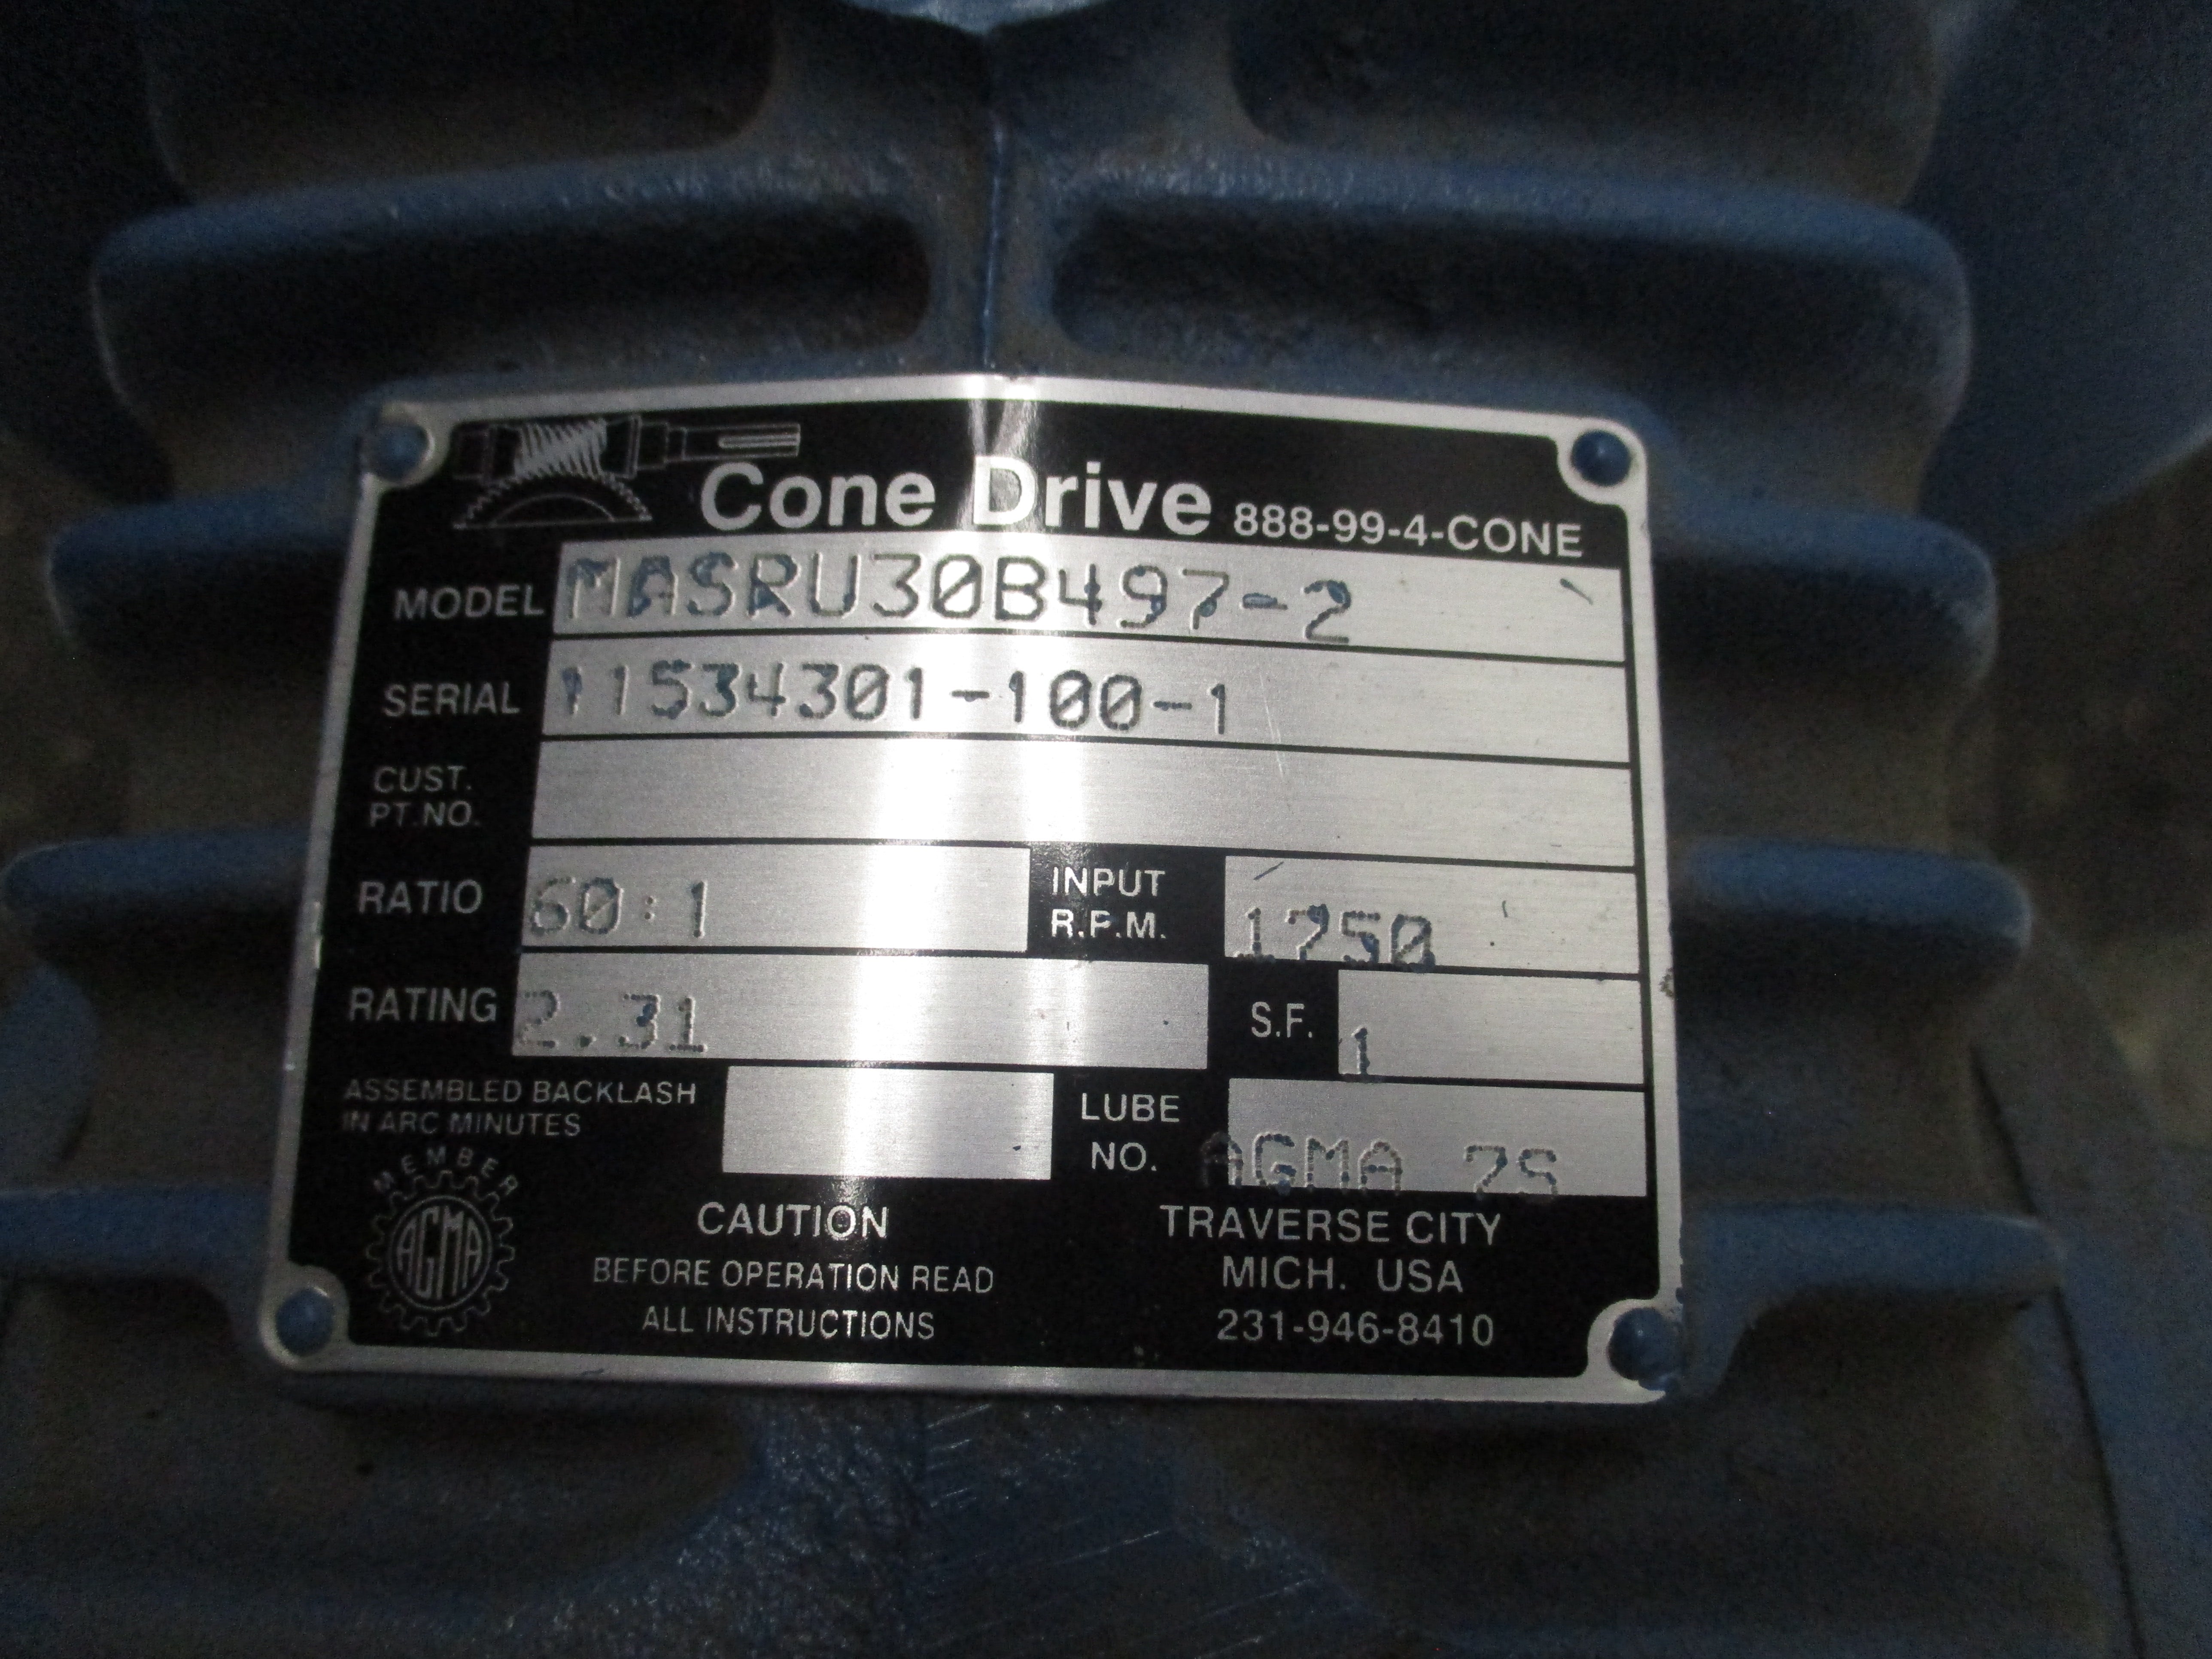 Cone Drive 888-99-4-CONE
MODEL MASRU30B497-2
SERIAL 11534301-100-1
CUST.
PT.NO.
RATIO 60:1 INPUT
R.P.M. 1750
RATING 2.31 S.F. 1
ASSEMBLED BACKLASH
IN ARC MINUTES
LUBE
NO. AGMA 7S
MEMBER
AGMA
CAUTION
BEFORE OPERATION READ
ALL INSTRUCTIONS
TRAVERSE CITY
MICH. USA
231-946-8410